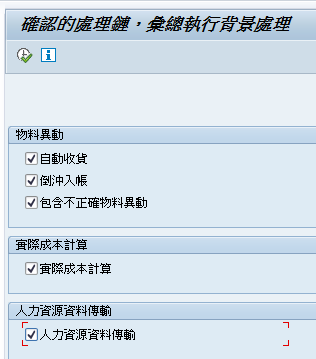 確認的處理鏈，彙總執行背景處理
物料異動
自動收貨
倒沖入帳
包含不正確物料異動
實際成本計算
實際成本計算
人力資源資料傳輸
人力資源資料傳輸